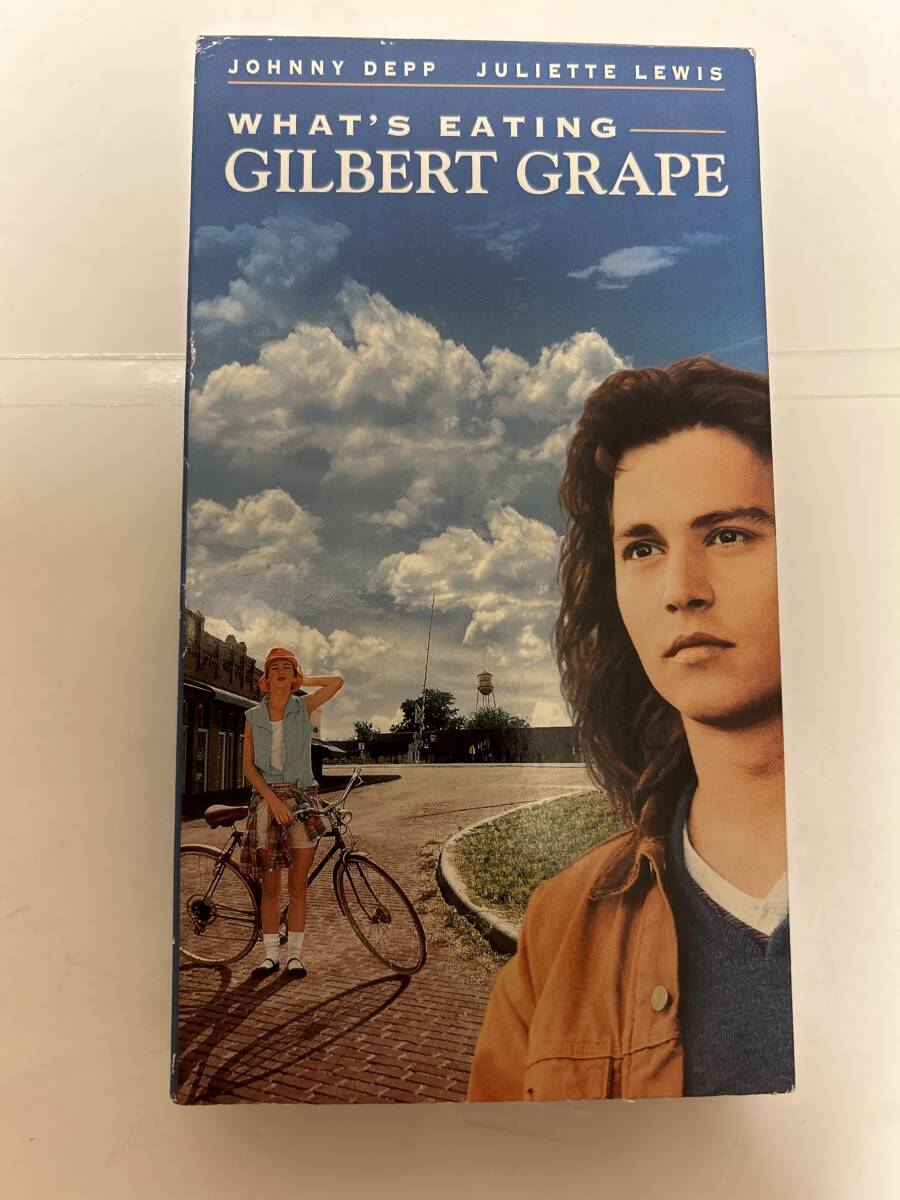 JOHNNY DEPP JULIETTE LEWIS
WHAT'S EATING
GILBERT GRAPE